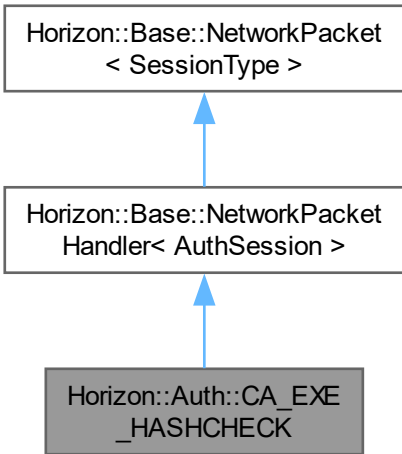 Horizon::Base::NetworkPacket
< SessionType >
Horizon::Base::NetworkPacket
Handler< AuthSession >
Horizon::Auth::CA_EXE
_HASHCHECK